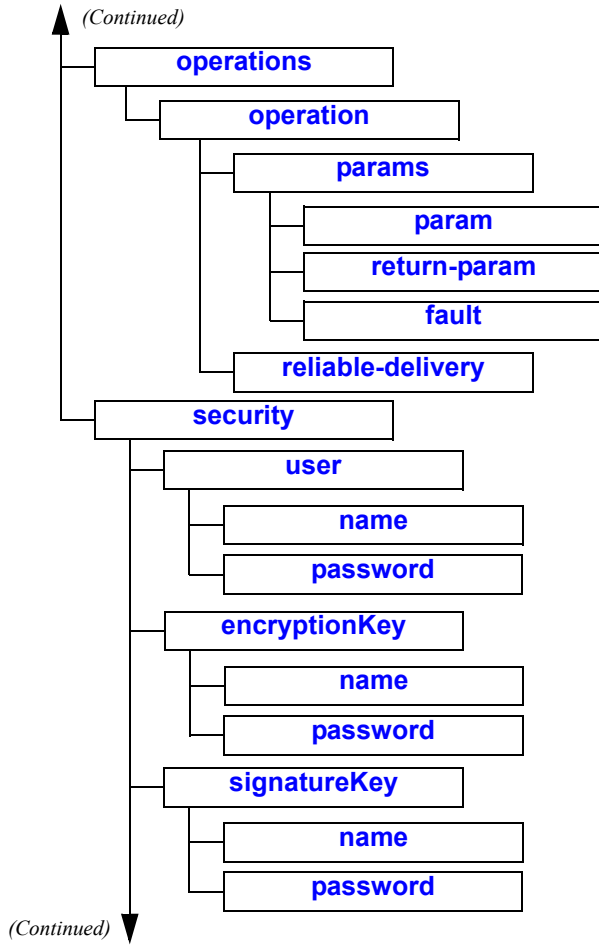 (Continued)
operations
operation
params
param
return-param
fault
reliable-delivery
security
user
name
password
encryptionKey
name
password
signatureKey
name
password
(Continued)